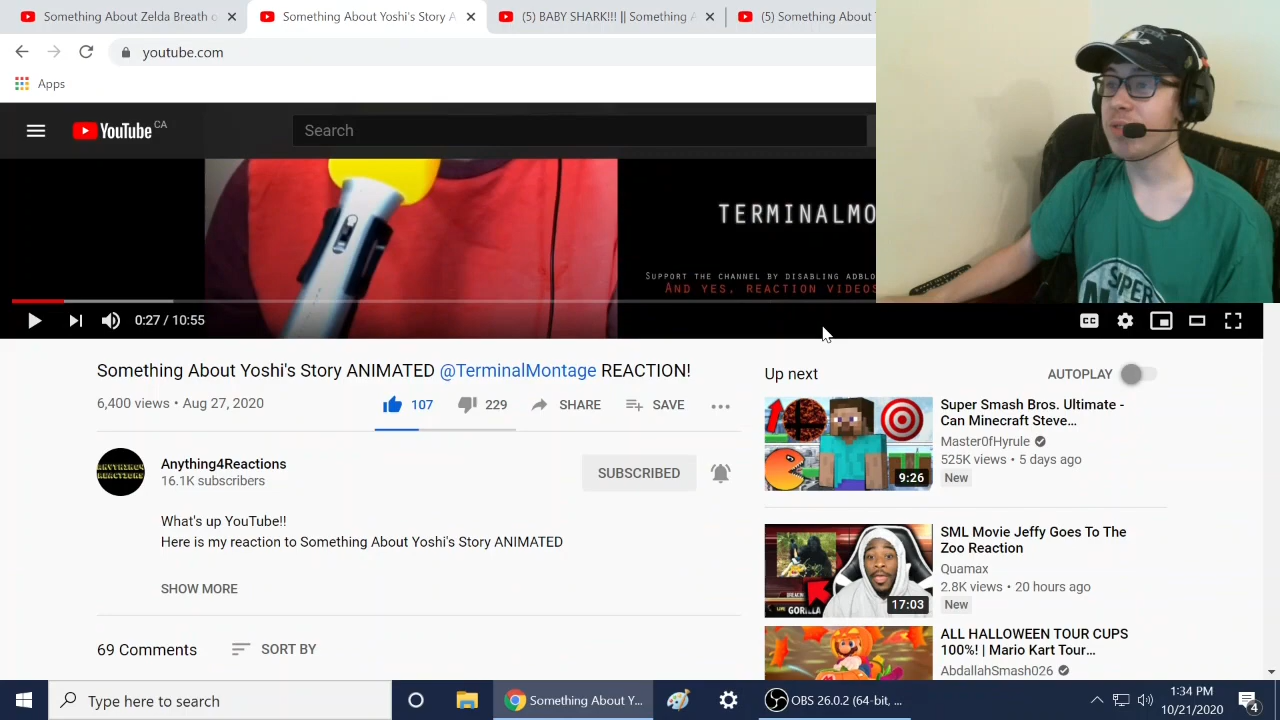 Something About Zelda Breath o
Something About Yoshi's Story A
(5) BABY SHARK!!! || Something A
(5) Something About
youtube.com
Apps
YouTube CA
Search
TERMINALMO
SUPPORT THE CHANNEL BY DISABLING ADBLO
AND YES, REACTION VIDEOS
SUPER
0:27 / 10:55
CC
Something About Yoshi's Story ANIMATED @TerminalMontage REACTION!
6,400 views • Aug 27, 2020
107
229
SHARE
SAVE
Anything4Reactions
16.1K subscribers
SUBSCRIBED
ANYTHING4
REACTIONS
What's up YouTube!!
Here is my reaction to Something About Yoshi's Story ANIMATED
SHOW MORE
69 Comments
SORT BY
Up next
AUTOPLAY
9:26
Super Smash Bros. Ultimate -
Can Minecraft Steve…
Master0fHyrule
525K views • 5 days ago
New
LIVE
GORILLA
17:03
SML Movie Jeffy Goes To The
Zoo Reaction
Quamax
2.8K views • 20 hours ago
New
ALL HALLOWEEN TOUR CUPS
100%! | Mario Kart Tour…
AbdallahSmash026
Type here to search
Something About Y...
OBS 26.0.2 (64-bit, ...
1:34 PM
10/21/2020
4